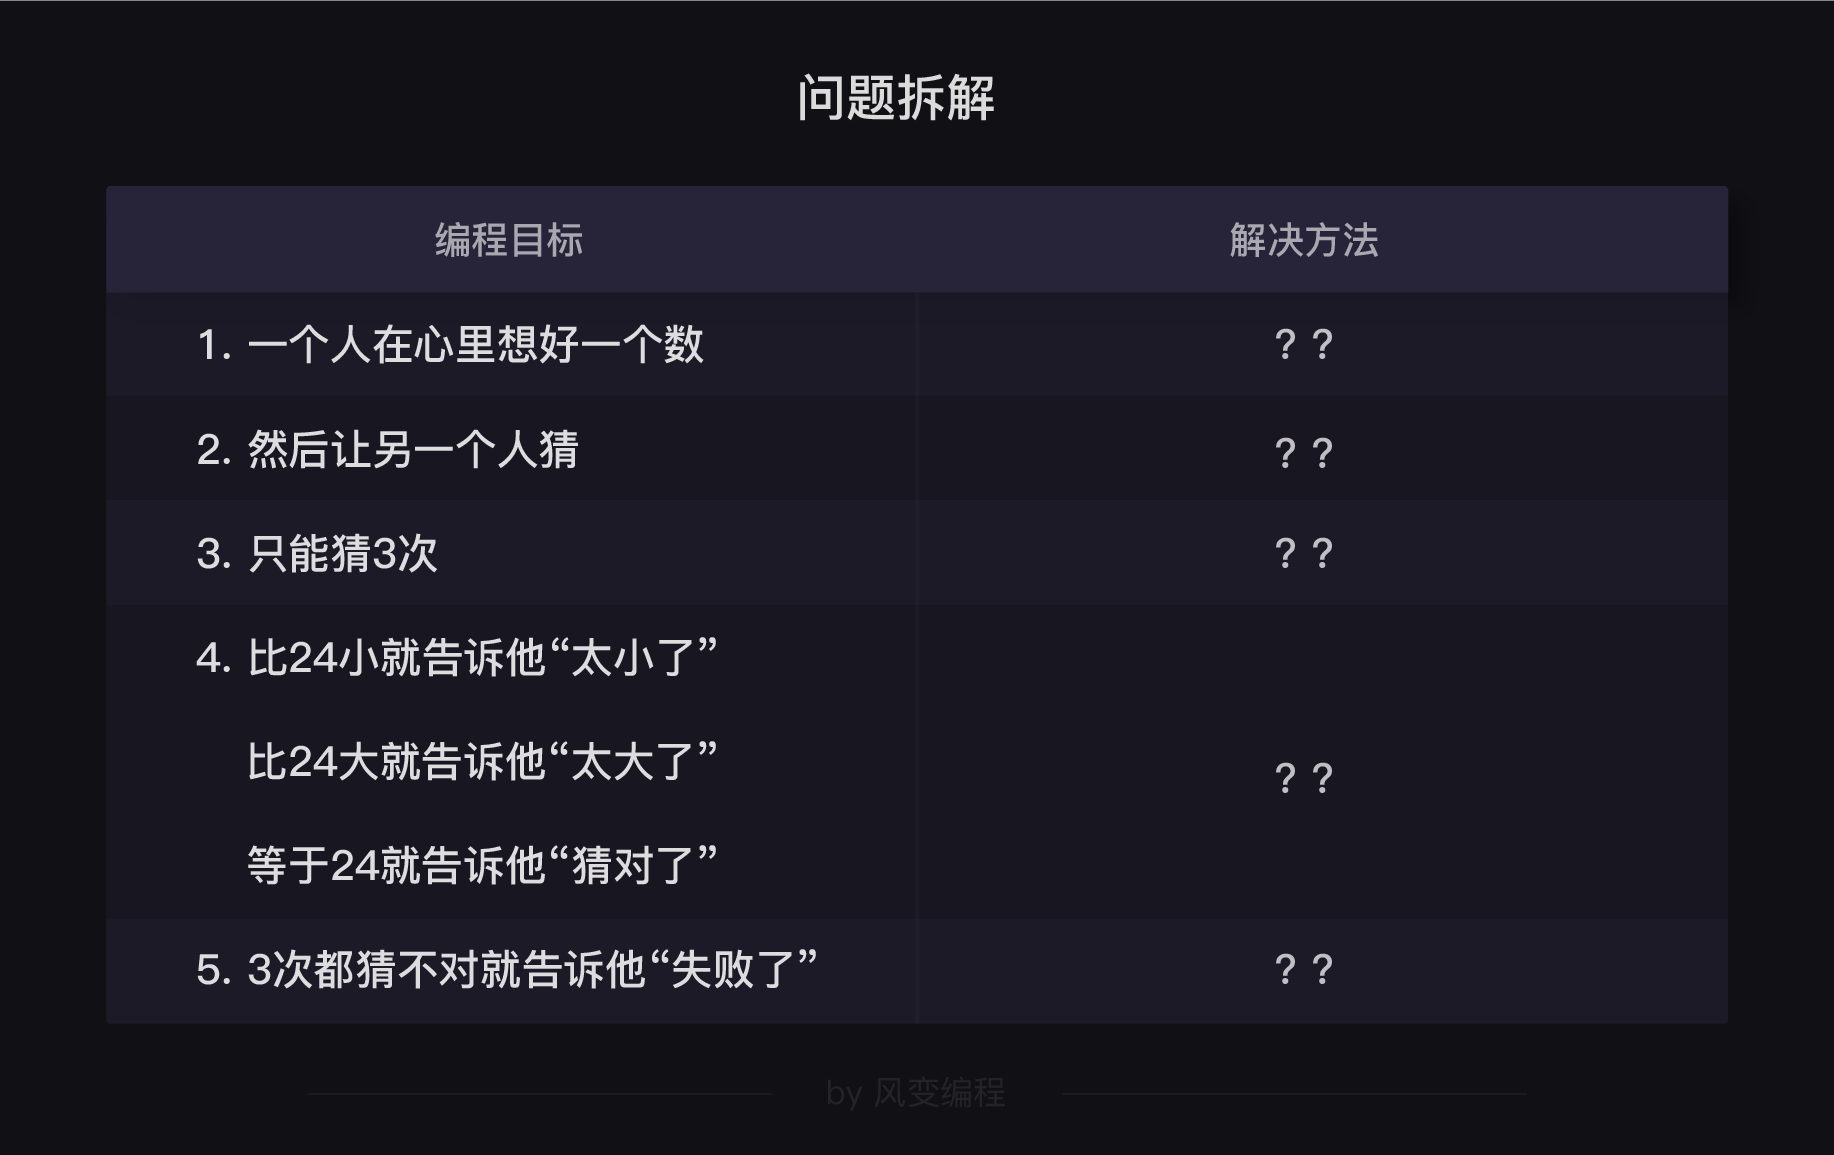 问题拆解
编程目标 解决方法
1. 一个人在心里想好一个数 ? ?
2. 然后让另一个人猜 ? ?
3. 只能猜3次 ? ?
4. 比24小就告诉他“太小了”
比24大就告诉他“太大了” ? ?
等于24就告诉他“猜对了”
5. 3次都猜不对就告诉他“失败了” ? ?
by 风变编程